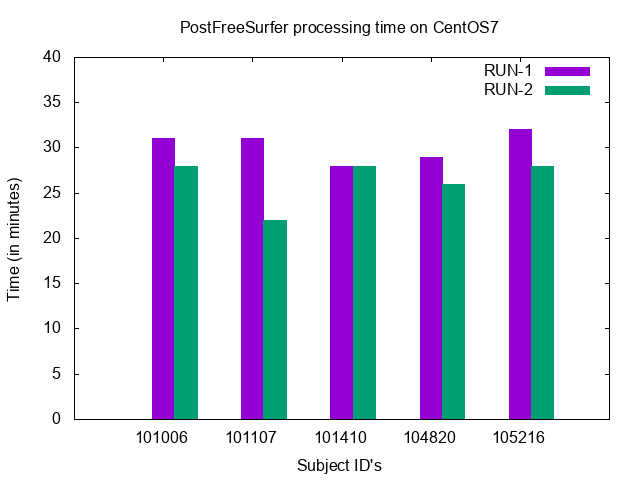 PostFreeSurfer processing time on CentOS7
40
35
30
25
20
15
10
5
0
Time (in minutes)
RUN-1
RUN-2
101006 101107 101410 104820 105216
Subject ID's